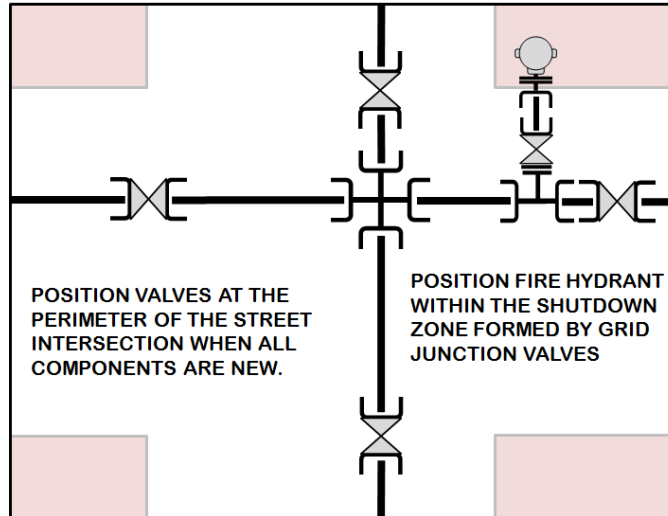 POSITION VALVES AT THE
PERIMETER OF THE STREET
INTERSECTION WHEN ALL
COMPONENTS ARE NEW.
POSITION FIRE HYDRANT
WITHIN THE SHUTDOWN
ZONE FORMED BY GRID
JUNCTION VALVES